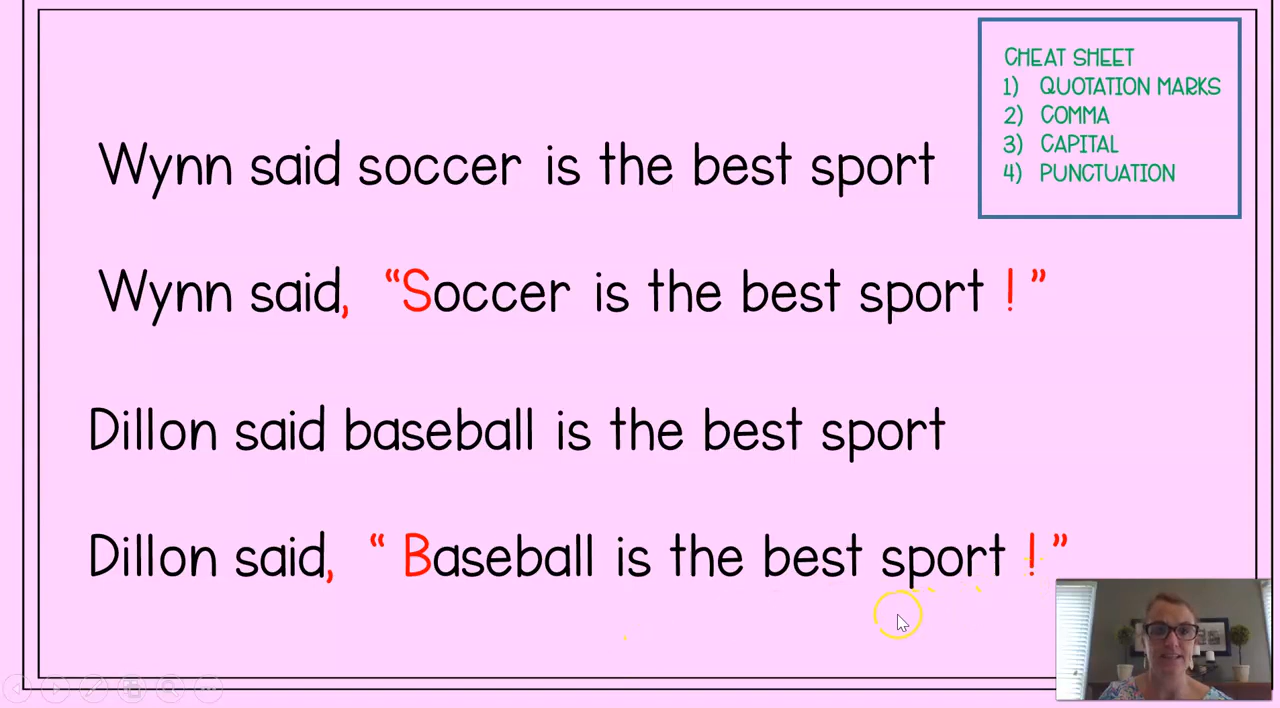 CHEAT SHEET
1) QUOTATION MARKS
2) COMMA
3) CAPITAL
4) PUNCTUATION
Wynn said soccer is the best sport
Wynn said, “Soccer is the best sport ! ”
Dillon said baseball is the best sport
Dillon said, “ Baseball is the best sport ! ”